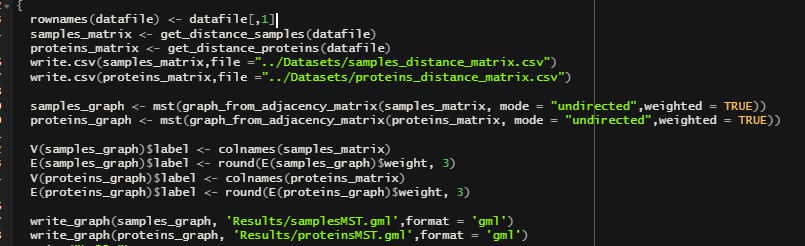 {
rownames(datafile) <- datafile[,1]
samples_matrix <- get_distance_samples(datafile)
proteins_matrix <- get_distance_proteins(datafile)
write.csv(samples_matrix,file ="../Datasets/samples_distance_matrix.csv")
write.csv(proteins_matrix,file ="../Datasets/proteins_distance_matrix.csv")
samples_graph <- mst(graph_from_adjacency_matrix(samples_matrix, mode = "undirected",weighted = TRUE))
proteins_graph <- mst(graph_from_adjacency_matrix(proteins_matrix, mode = "undirected",weighted = TRUE))
V(samples_graph)$label <- colnames(samples_matrix)
E(samples_graph)$label <- round(E(samples_graph)$weight, 3)
V(proteins_graph)$label <- colnames(proteins_matrix)
E(proteins_graph)$label <- round(E(proteins_graph)$weight, 3)
write_graph(samples_graph, 'Results/samplesMST.gml',format = 'gml')
write_graph(proteins_graph, 'Results/proteinsMST.gml',format = 'gml')